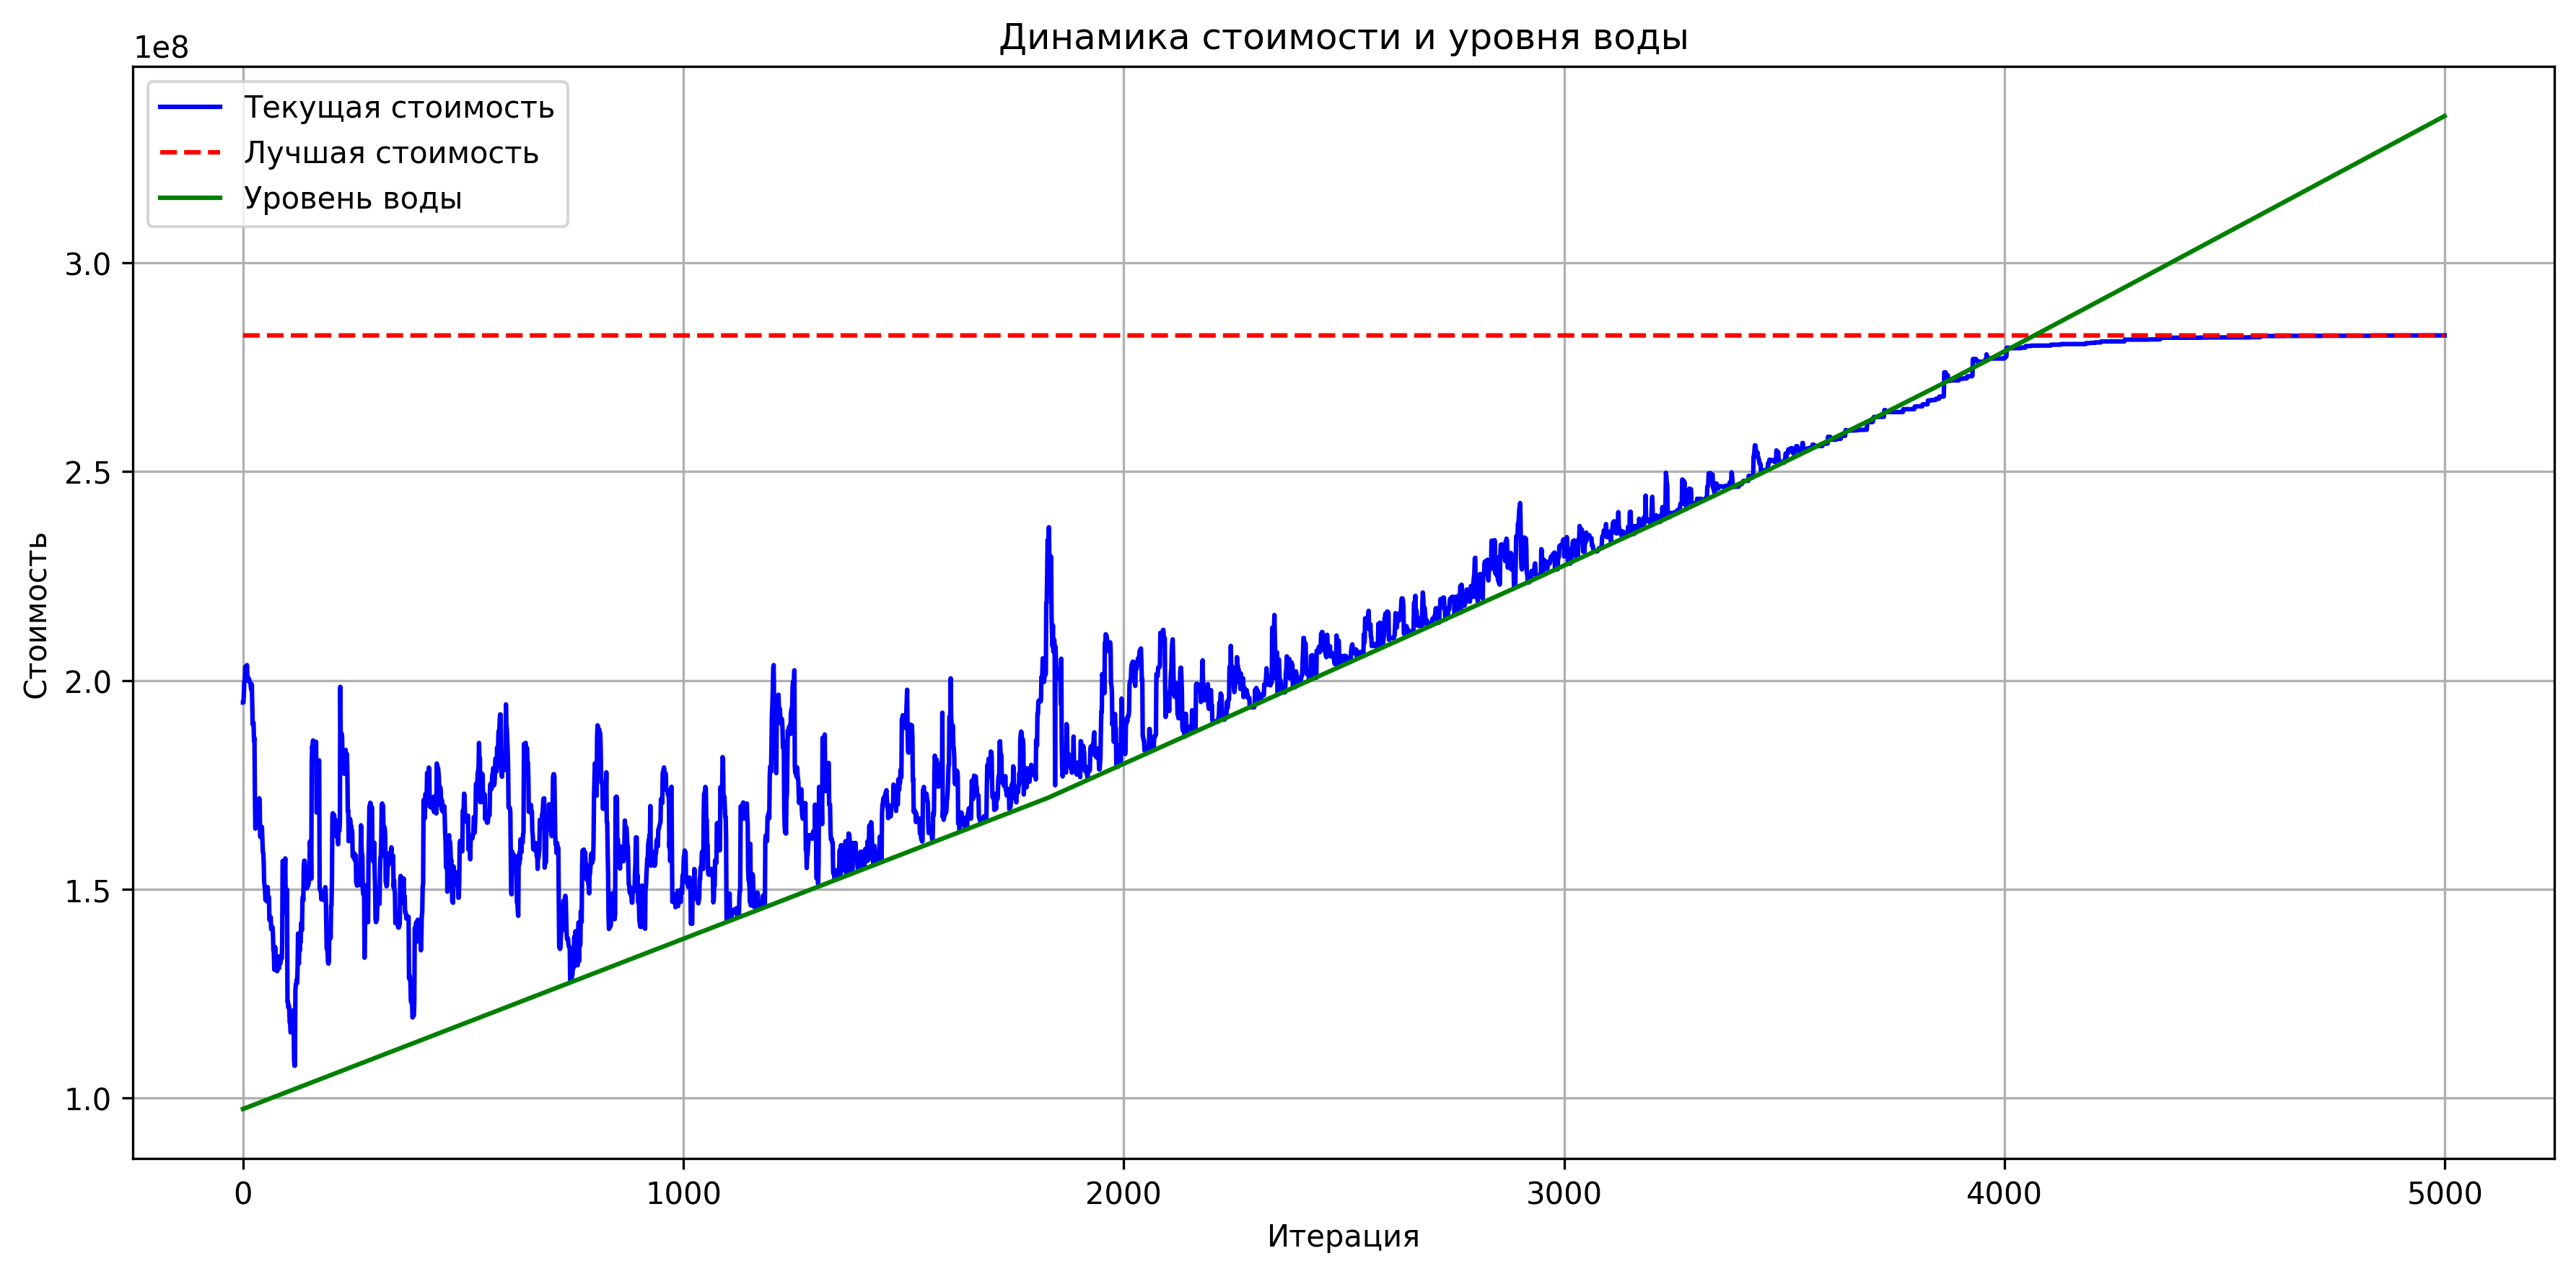 Динамика стоимости и уровня воды
1e8
Текущая стоимость
Лучшая стоимость
Уровень воды
3.0
2.5
2.0
1.5
1.0
Стоимость
0 1000 2000 3000 4000 5000
Итерация